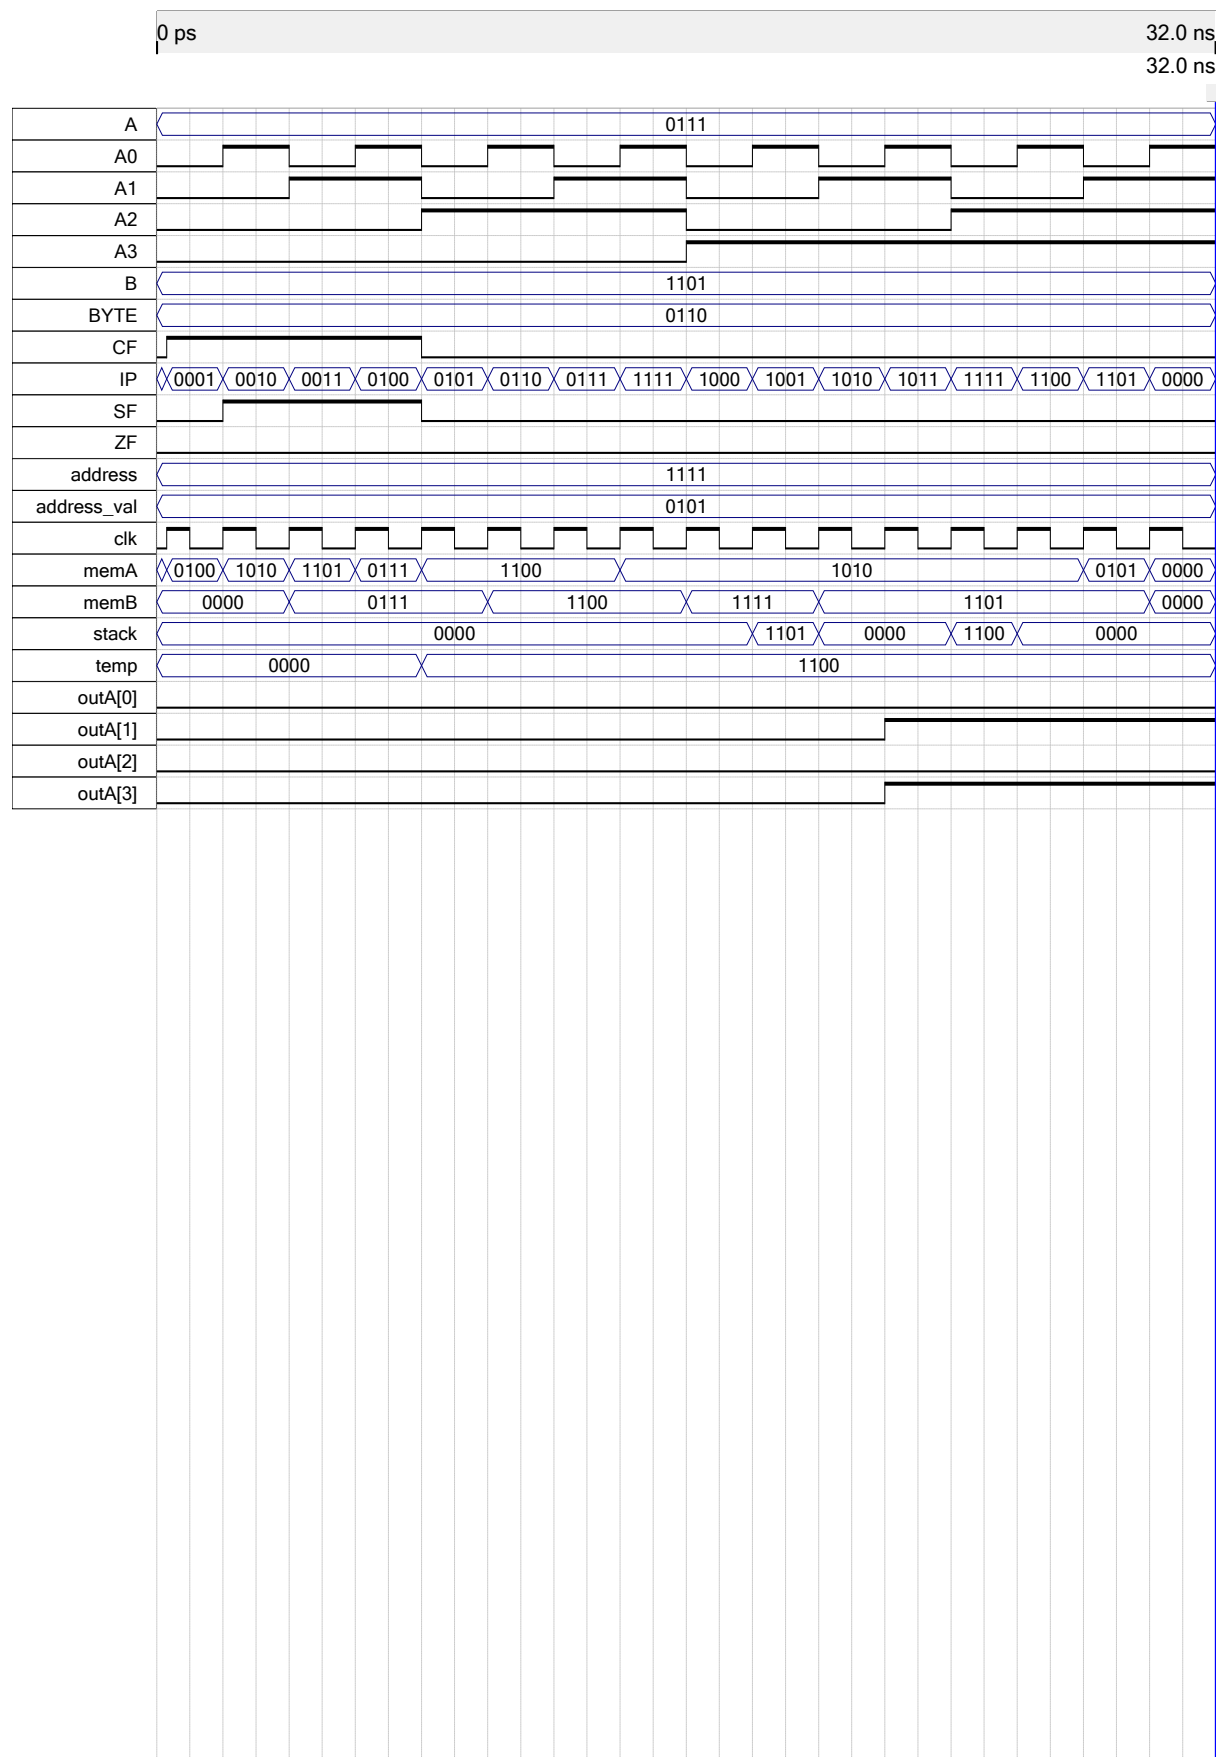 0 ps 32.0 ns
32.0 ns
A 0111
A0
A1
A2
A3
B 1101
BYTE 0110
CF
IP 0001 0010 0011 0100 0101 0110 0111 1111 1000 1001 1010 1011 1111 1100 1101 0000
SF
ZF
address 1111
address_val 0101
clk
memA 0100 1010 1101 0111 1100 1010 0101 0000
memB 0000 0111 1100 1111 1101 0000
stack 0000 1101 0000 1100 0000
temp 0000 1100
outA[0]
outA[1]
outA[2]
outA[3]